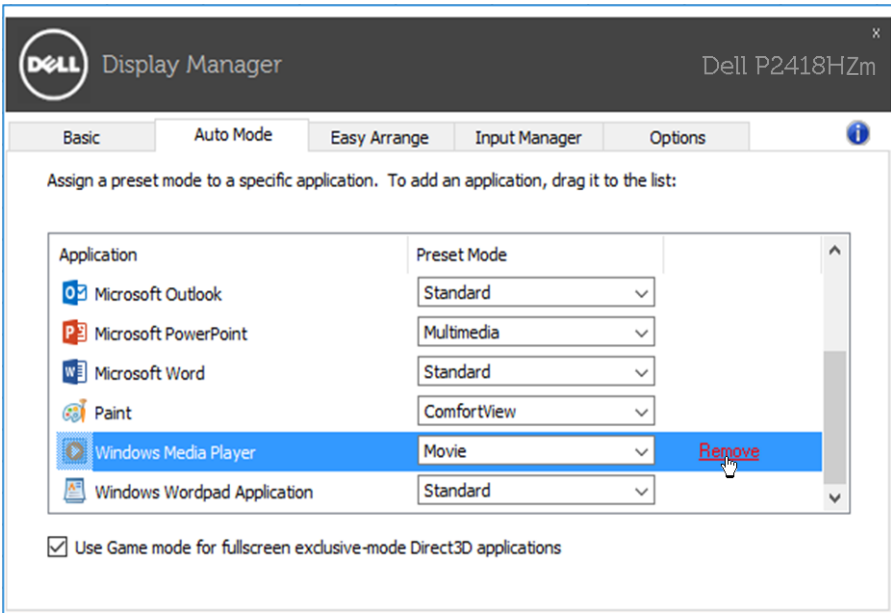 DELL Display Manager Dell P2418HZm x
Basic Auto Mode Easy Arrange Input Manager Options i
Assign a preset mode to a specific application. To add an application, drag it to the list:
Application Preset Mode
Microsoft Outlook Standard
Microsoft PowerPoint Multimedia
Microsoft Word Standard
Paint ComfortView
Windows Media Player Movie Remove
Windows Wordpad Application Standard
Use Game mode for fullscreen exclusive-mode Direct3D applications